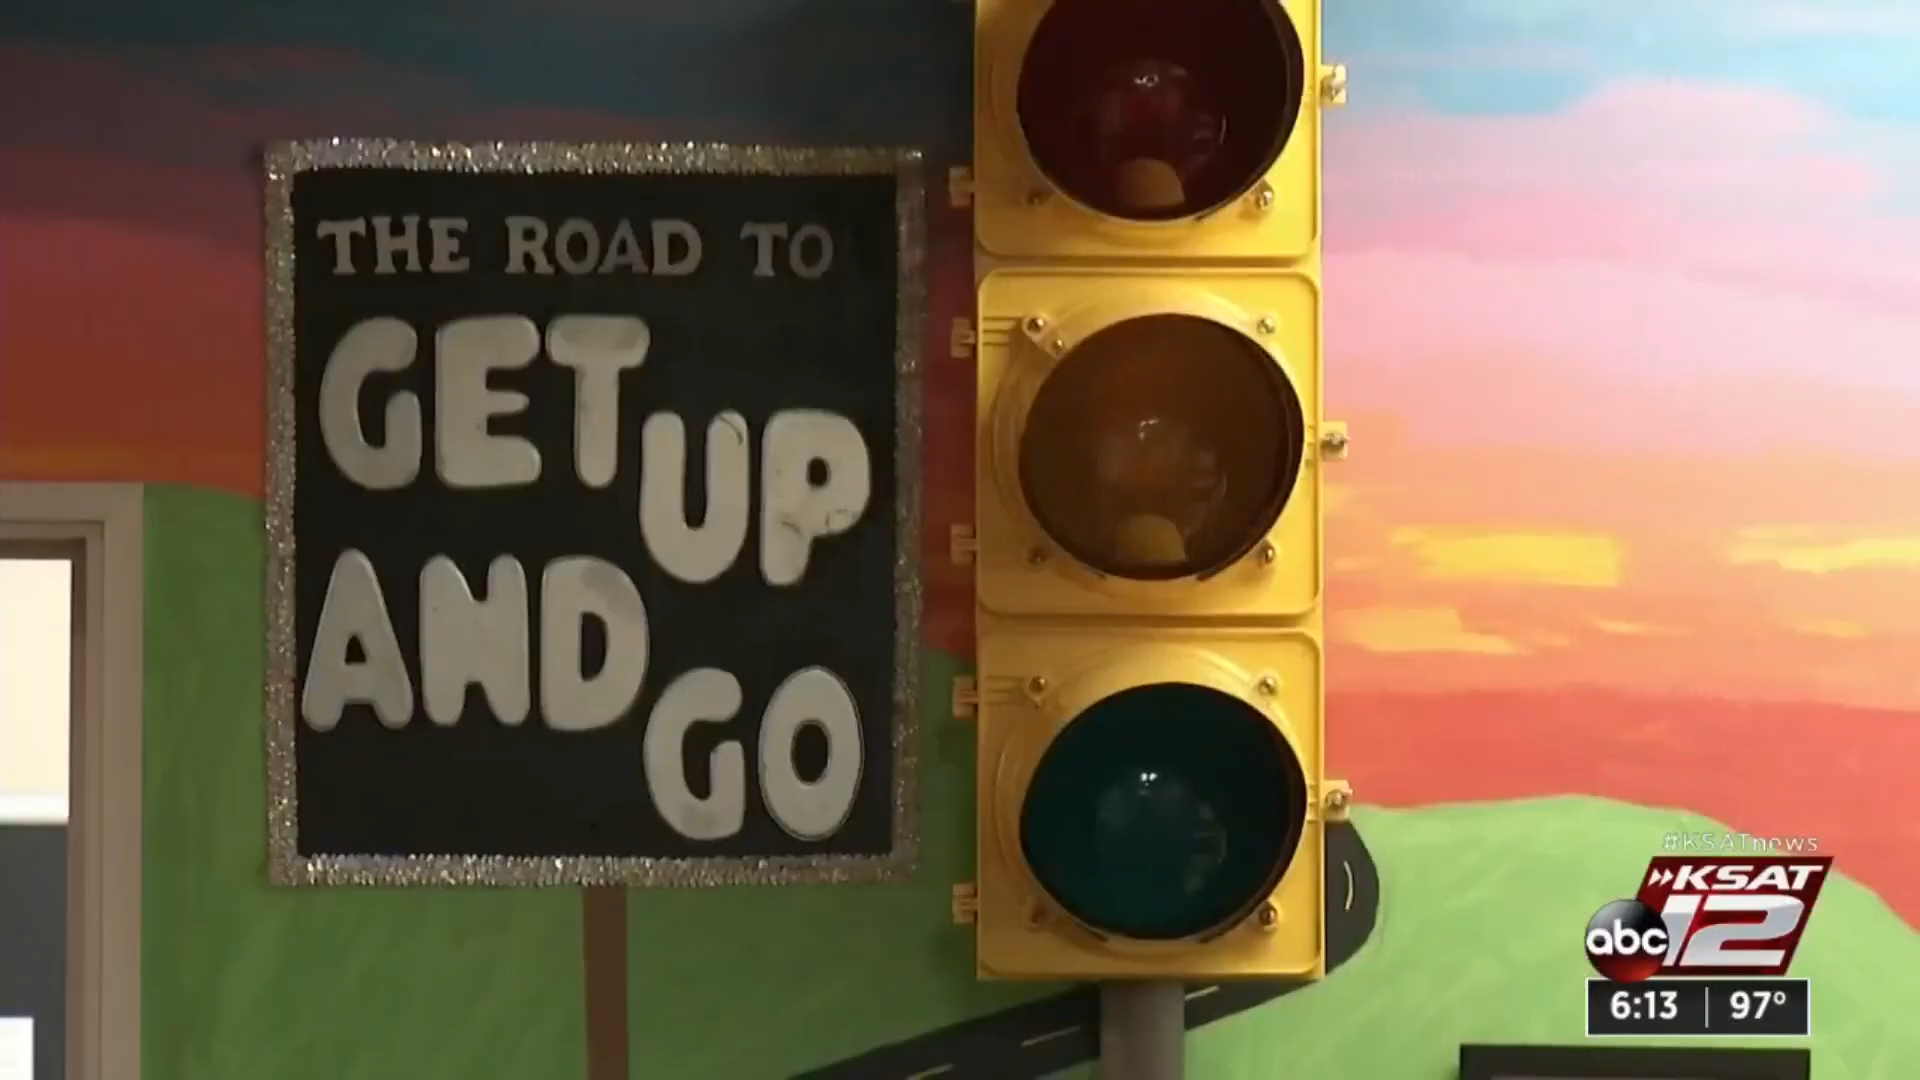 THE ROAD TO
GET UP
AND GO
#KSATnews
KSAT
abc 12
6:13 97°